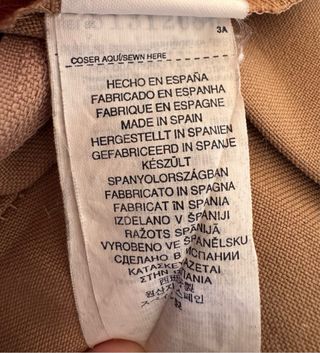 3A
COSER AQUÍ/SEWN HERE
HECHO EN ESPAÑA
FABRICADO EN ESPANHA
FABRIQUE EN ESPAGNE
MADE IN SPAIN
HERGESTELLT IN SPANIEN
GEFABRICEERD IN SPANJE
KÉSZÜLT
SPANYOLORSZÁGBAN
FABBRICATO IN SPAGNA
FABRICAT ÎN SPANIA
IZDELANO V ŠPANIJI
RAŽOTS SPĀNIJĀ
VYROBENO VE ŠPANĚLSKU
СДЕЛАНО В ИСПАНИИ
ΚΑΤΑΣΚΕΥΑΖΕΤΑΙ
ΣΤΗΝ